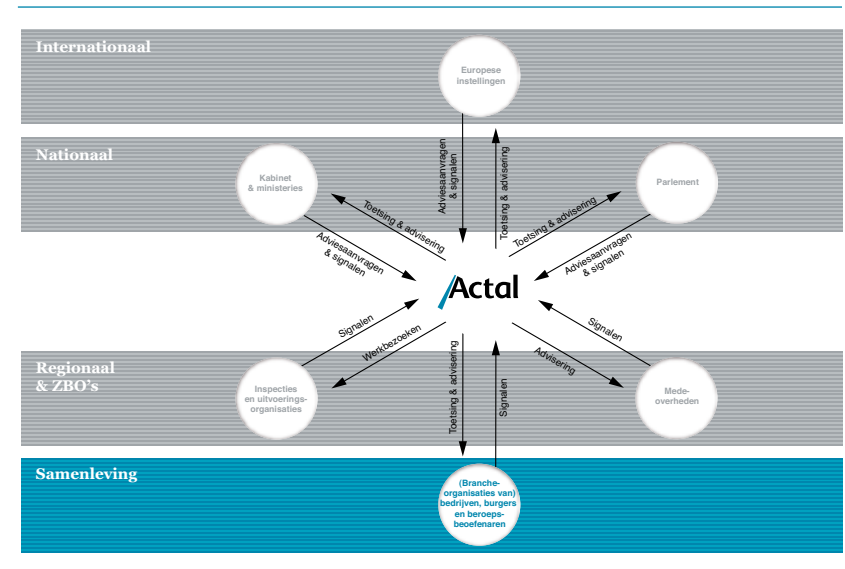 Internationaal
Europese
instellingen
Nationaal
Kabinet
& ministeries
Parlement
Adviesaanvragen
& signalen
Toetsing & advisering
Toetsing & advisering
Adviesaanvragen
& signalen
Toetsing & advisering
Adviesaanvragen
& signalen
Actal
Signalen
Werkbezoeken
Toetsing & advisering
Signalen
Signalen
Advisering
Regionaal
& ZBO’s
Inspecties
en uitvoerings-
organisaties
Mede-
overheden
Samenleving
(Branche-
organisaties van)
bedrijven, burgers
en beroeps-
beoefenaren